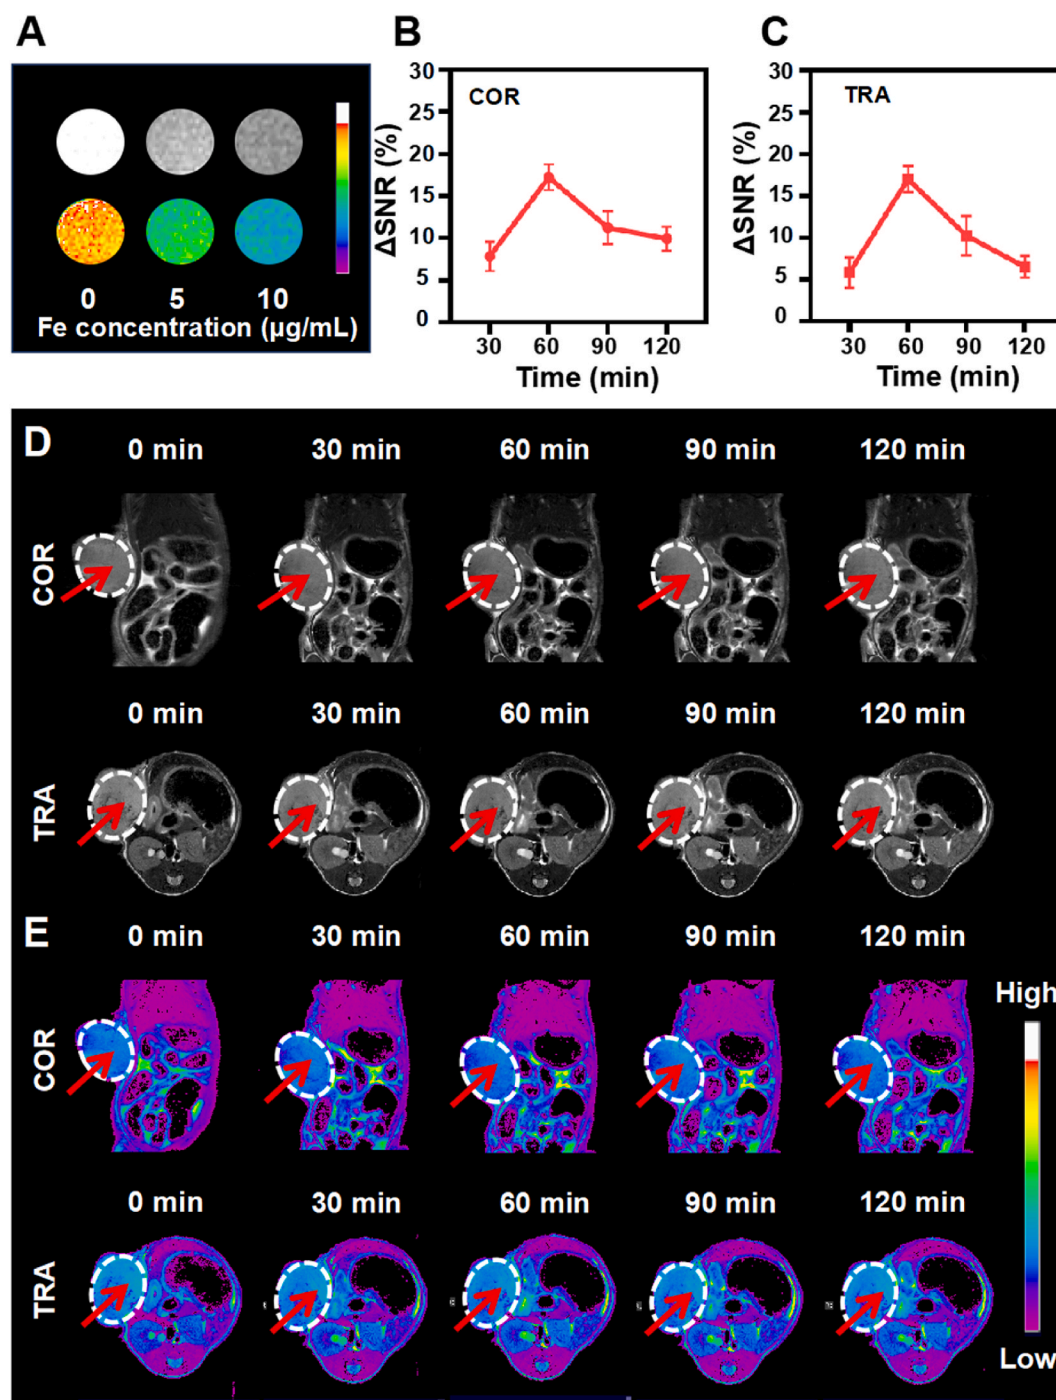 A
0 5 10
Fe concentration (µg/mL)
B
COR
ΔSNR (%)
30
25
20
15
10
5
0
30 60 90 120
Time (min)
C
TRA
ΔSNR (%)
30
25
20
15
10
5
0
30 60 90 120
Time (min)
D
0 min 30 min 60 min 90 min 120 min
COR
0 min 30 min 60 min 90 min 120 min
TRA
E
0 min 30 min 60 min 90 min 120 min
COR
High
0 min 30 min 60 min 90 min 120 min
TRA
Low